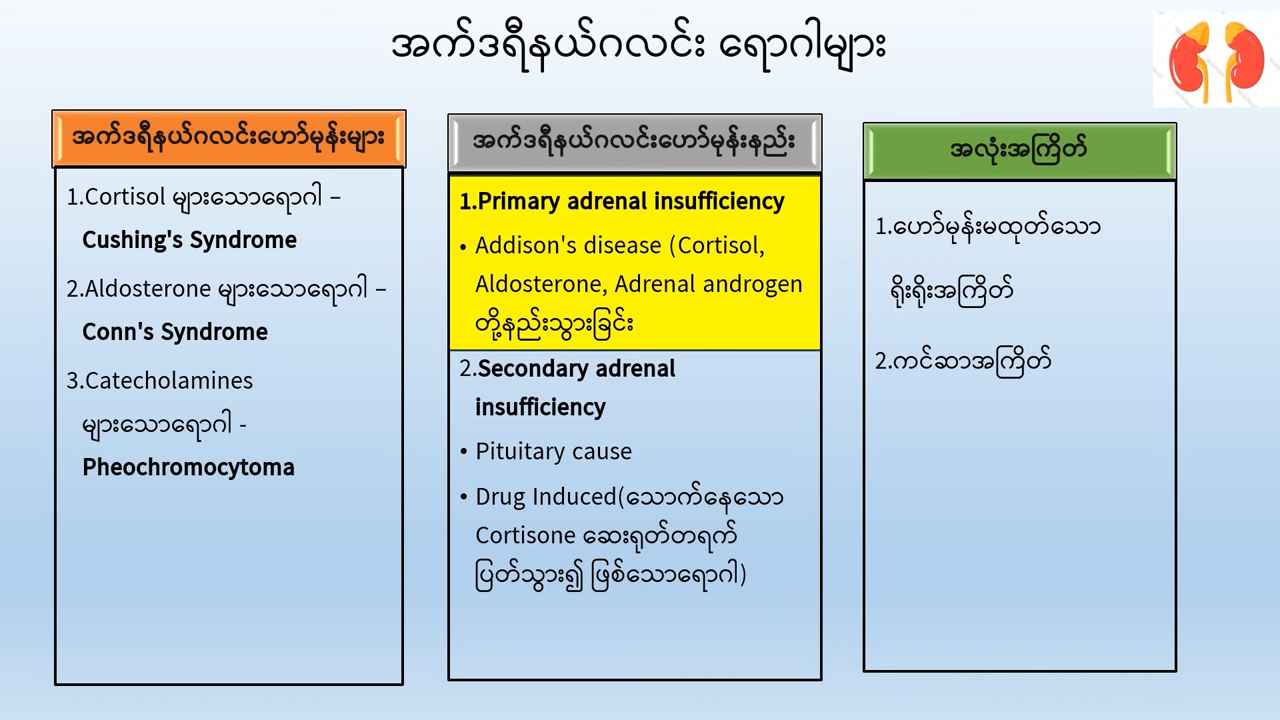 အက်ဒရီနယ်ဂလင်း ရောဂါများ
အက်ဒရီနယ်ဂလင်းဟော်မုန်းများ
1.Cortisol များသောရောဂါ –
Cushing's Syndrome
2.Aldosterone များသောရောဂါ –
Conn's Syndrome
3.Catecholamines
များသောရောဂါ -
Pheochromocytoma
အက်ဒရီနယ်ဂလင်းဟော်မုန်းနည်း
1.Primary adrenal insufficiency
• Addison's disease (Cortisol,
Aldosterone, Adrenal androgen
တို့နည်းသွားခြင်း
2.Secondary adrenal
insufficiency
• Pituitary cause
• Drug Induced(သောက်နေသော
Cortisone ဆေးရုတ်တရက်
ပြတ်သွား၍ ဖြစ်သောရောဂါ)
အလုံးအကြိတ်
1.ဟော်မုန်းမထုတ်သော
ရိုးရိုးအကြိတ်
2.ကင်ဆာအကြိတ်